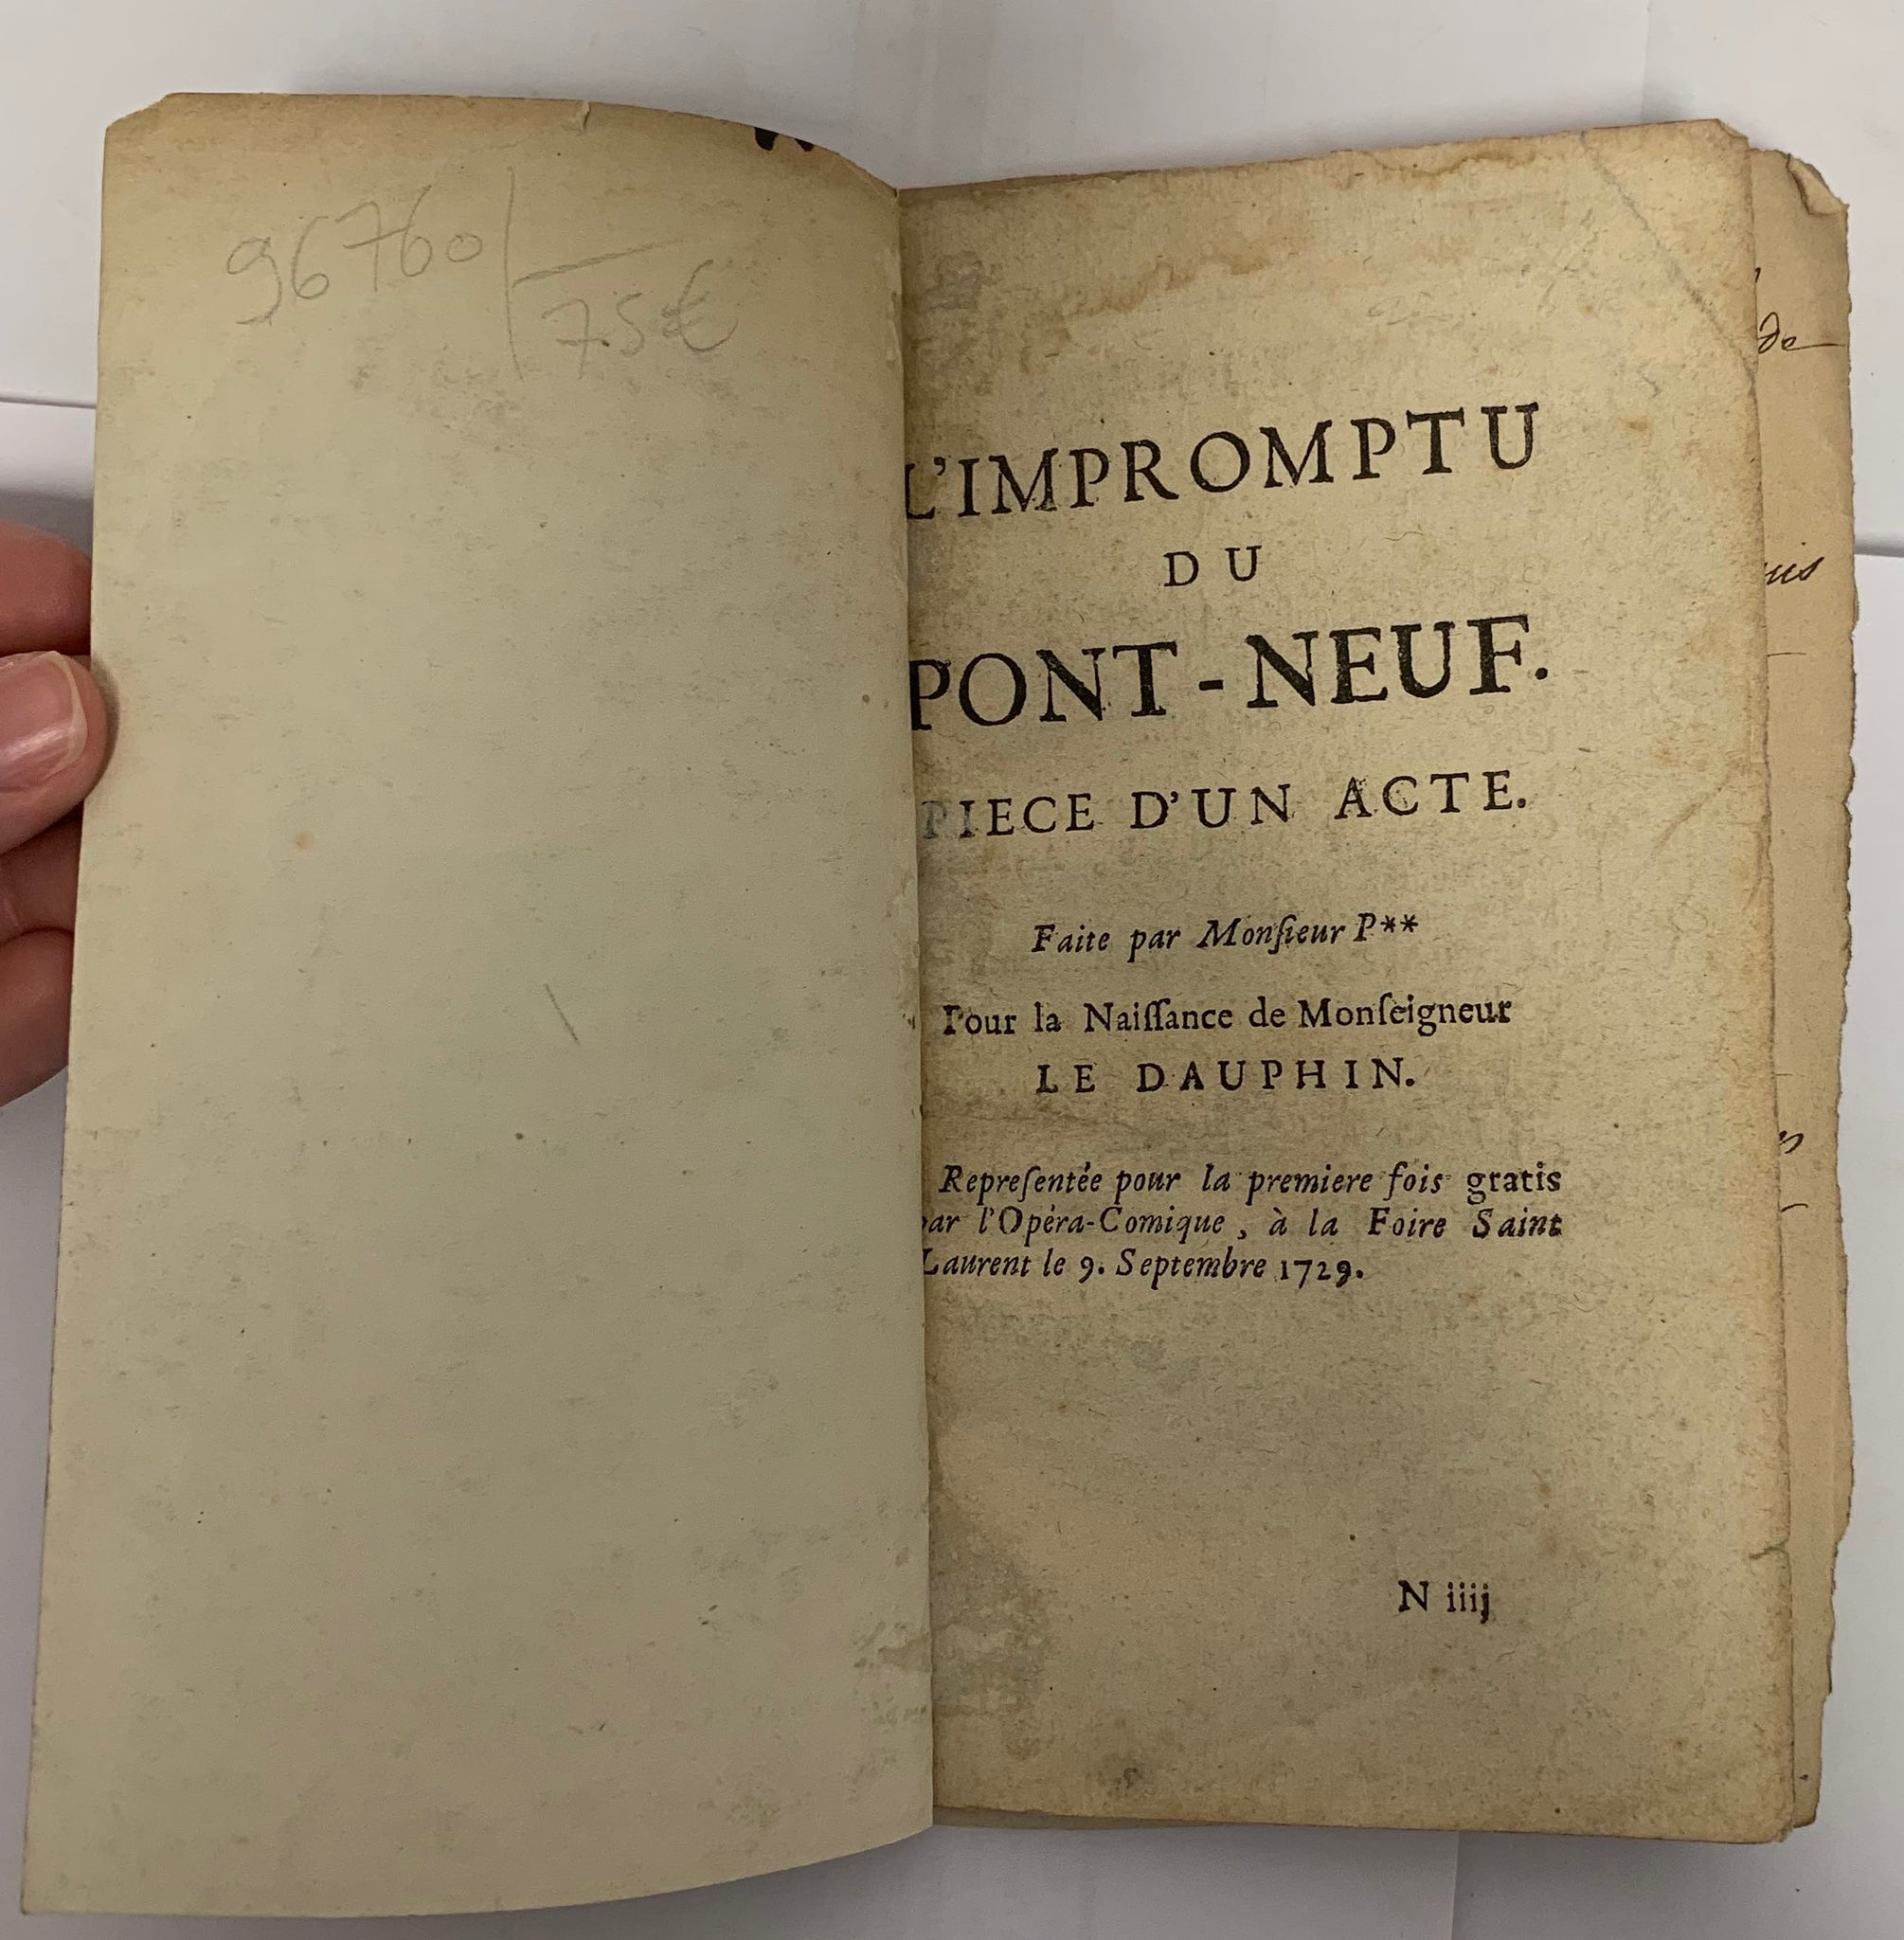 96760
75€
L'IMPROMPTU
DU
PONT-NEUF.
PIECE D'UN ACTE.
Faite par Monſieur P**
Pour la Naiſſance de Monſeigneur
LE DAUPHIN.
Repreſentée pour la premiere fois gratis
par l'Opéra-Comique, à la Foire Saint
Laurent le 9. Septembre 1729.
N iiij
de